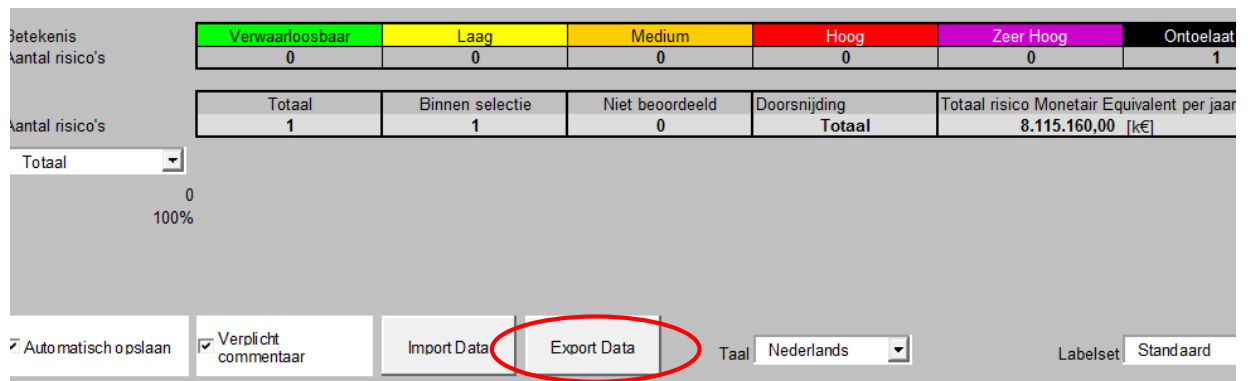 Betekenis Verwaarloosbaar Laag Medium Hoog Zeer Hoog Ontoelaat
Aantal risico's 0 0 0 0 0 1
Totaal Binnen selectie Niet beoordeeld Doorsnijding Totaal risico Monetair Equivalent per jaar
Aantal risico's 1 1 0 Totaal 8.115.160,00 [k€]
Totaal
0
100%
Automatisch opslaan Verplicht commentaar Import Data Export Data Taal Nederlands Labelset Standaard